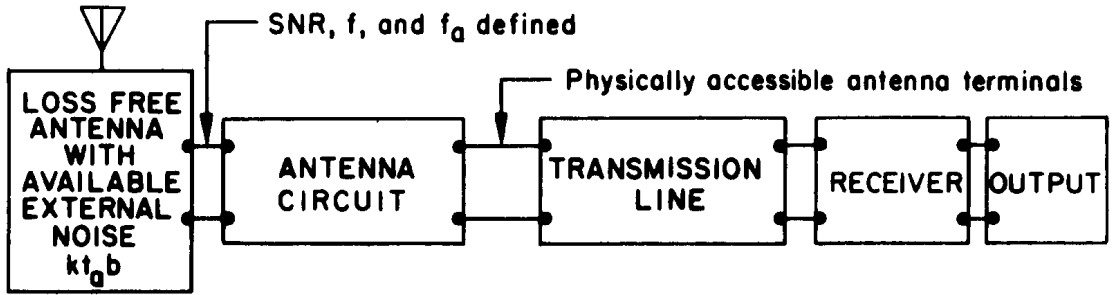 SNR, f, and fₐ defined
Physically accessible antenna terminals
LOSS FREE
ANTENNA
WITH
AVAILABLE
EXTERNAL
NOISE
ktₐb
ANTENNA
CIRCUIT
TRANSMISSION
LINE
RECEIVER
OUTPUT